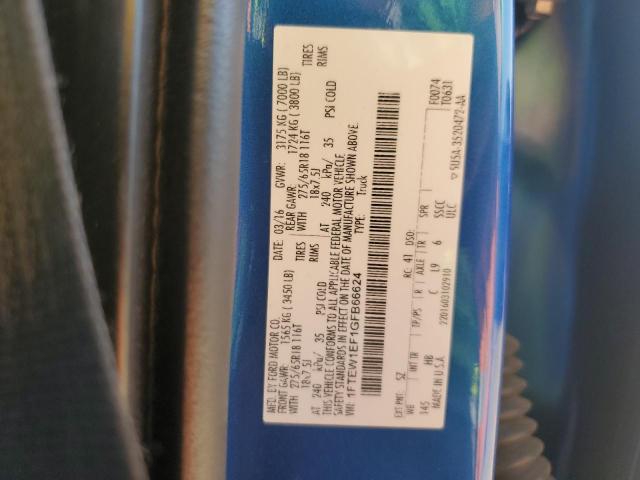 MFD. BY FORD MOTOR CO.
DATE: 03/16 GVWR: 3175 KG ( 7000 LB)
FRONT GAWR: 1565 KG (3450 LB) REAR GAWR: 1724 KG ( 3800 LB)
WITH 275/65R18 116T TIRES WITH 275/65R18 116T TIRES
18x7.5J RIMS 18x7.5J RIMS
AT 240 kPa/ 35 PSI COLD AT 240 kPa/ 35 PSI COLD
THIS VEHICLE CONFORMS TO ALL APPLICABLE FEDERAL MOTOR VEHICLE
SAFETY STANDARDS IN EFFECT ON THE DATE OF MANUFACTURE SHOWN ABOVE.
VIN: 1FTEW1EF1GFB66624 TYPE: Truck
F0074
T0631
EXT PNT: SZ RC: 41 DSO:
WB INT TR TP/PS R AXLE TR SPR
145 HB C L9 6 SSCC
MADE IN U.S.A. ULC
2201603102910 5U5A-3520472-AA